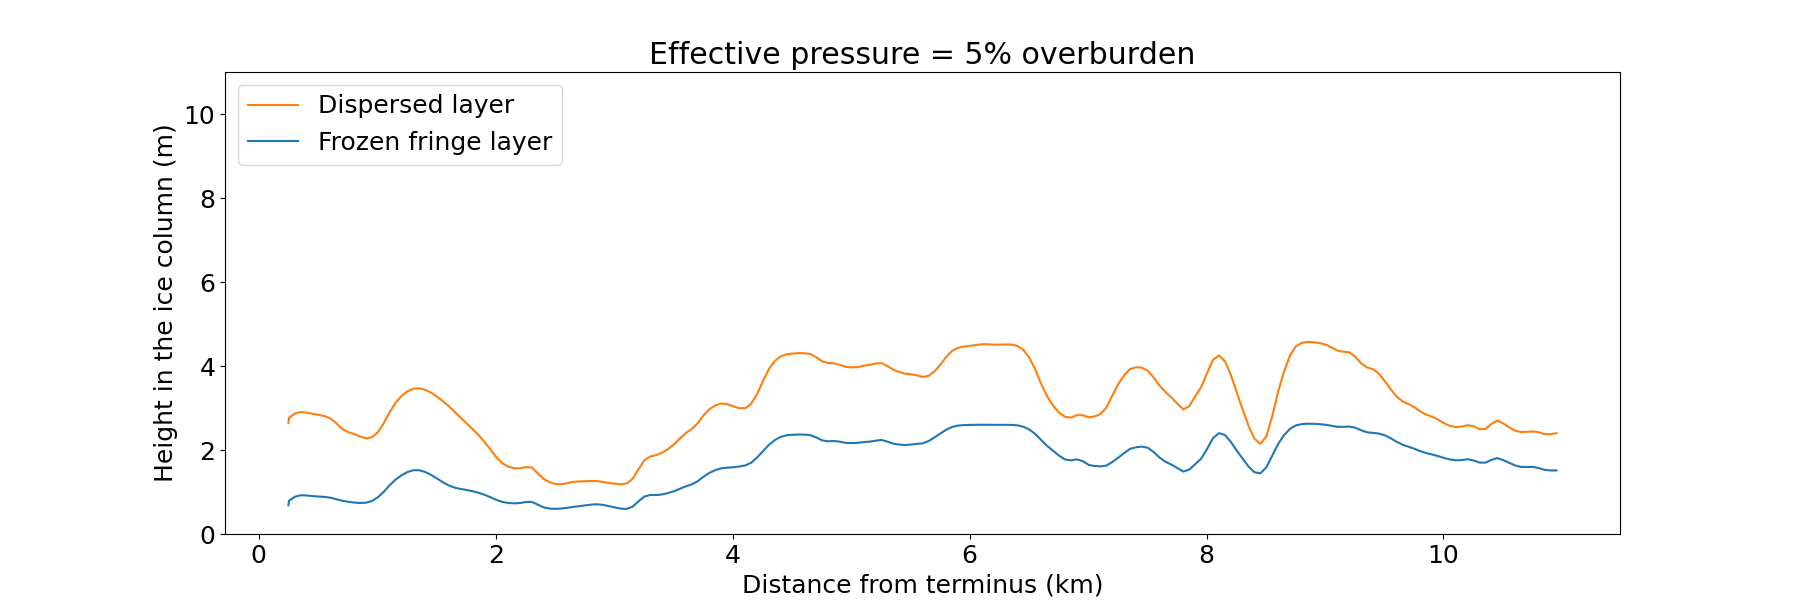 Effective pressure = 5% overburden
Dispersed layer
Frozen fringe layer
Height in the ice column (m)
10
8
6
4
2
0
0 2 4 6 8 10
Distance from terminus (km)